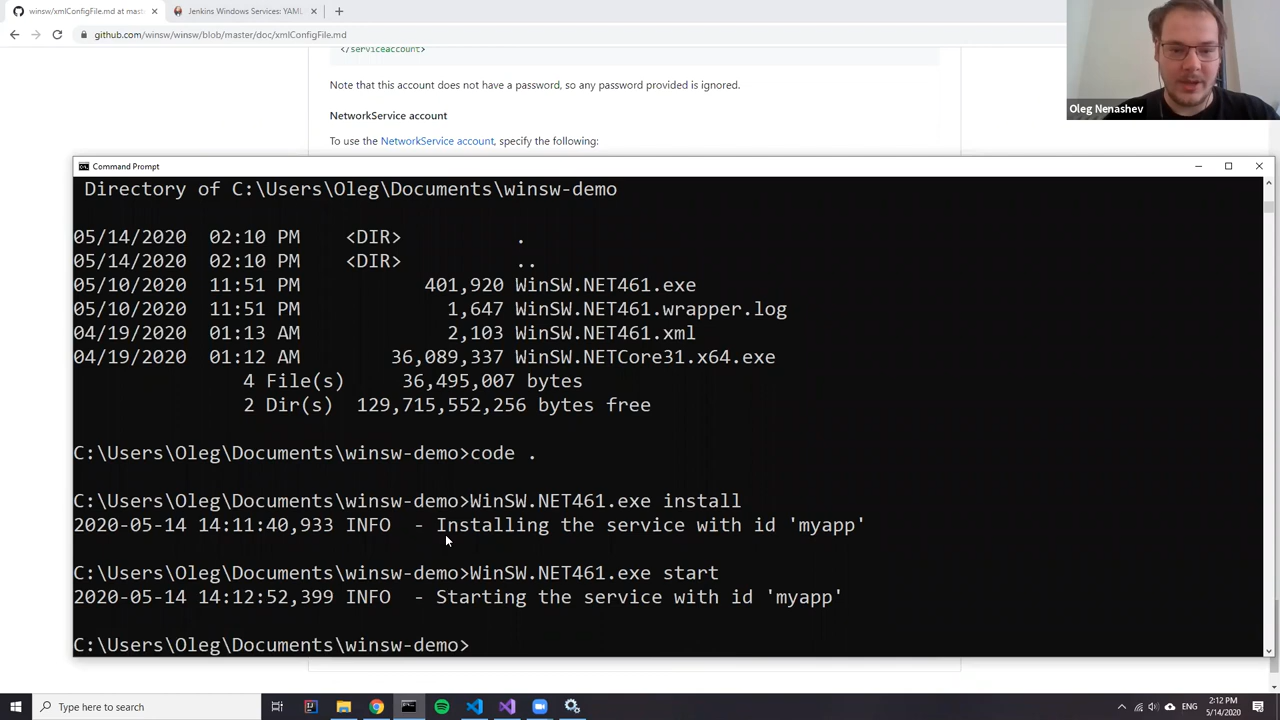 winsw/xmlConfigFile.md at mast
Jenkins Windows Services: YAML
github.com/winsw/winsw/blob/master/doc/xmlConfigFile.md
</serviceaccount>
Note that this account does not have a password, so any password provided is ignored.
NetworkService account
To use the NetworkService account, specify the following:
Oleg Nenashev
Command Prompt
Directory of C:\Users\Oleg\Documents\winsw-demo
05/14/2020 02:10 PM <DIR> .
05/14/2020 02:10 PM <DIR> ..
05/10/2020 11:51 PM 401,920 WinSW.NET461.exe
05/10/2020 11:51 PM 1,647 WinSW.NET461.wrapper.log
04/19/2020 01:13 AM 2,103 WinSW.NET461.xml
04/19/2020 01:12 AM 36,089,337 WinSW.NETCore31.x64.exe
4 File(s) 36,495,007 bytes
2 Dir(s) 129,715,552,256 bytes free
C:\Users\Oleg\Documents\winsw-demo>code .
C:\Users\Oleg\Documents\winsw-demo>WinSW.NET461.exe install
2020-05-14 14:11:40,933 INFO - Installing the service with id 'myapp'
C:\Users\Oleg\Documents\winsw-demo>WinSW.NET461.exe start
2020-05-14 14:12:52,399 INFO - Starting the service with id 'myapp'
C:\Users\Oleg\Documents\winsw-demo>
Type here to search
ENG
2:12 PM
5/14/2020